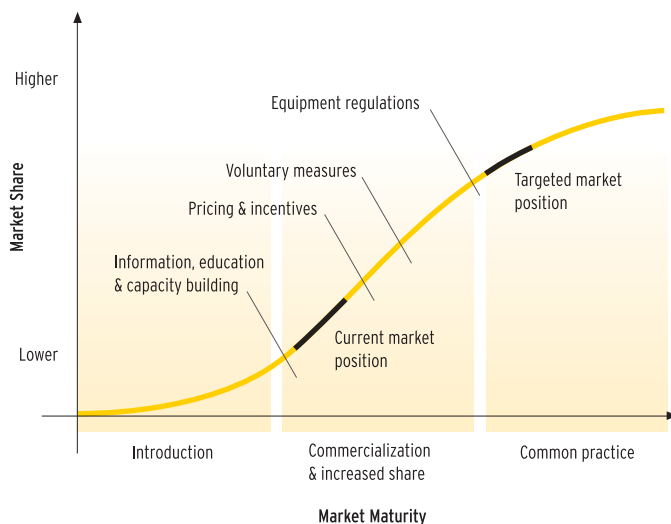 Higher
Market Share
Lower
Equipment regulations
Voluntary measures
Pricing & incentives
Information, education
& capacity building
Targeted market
position
Current market
position
Introduction
Commercialization
& increased share
Common practice
Market Maturity